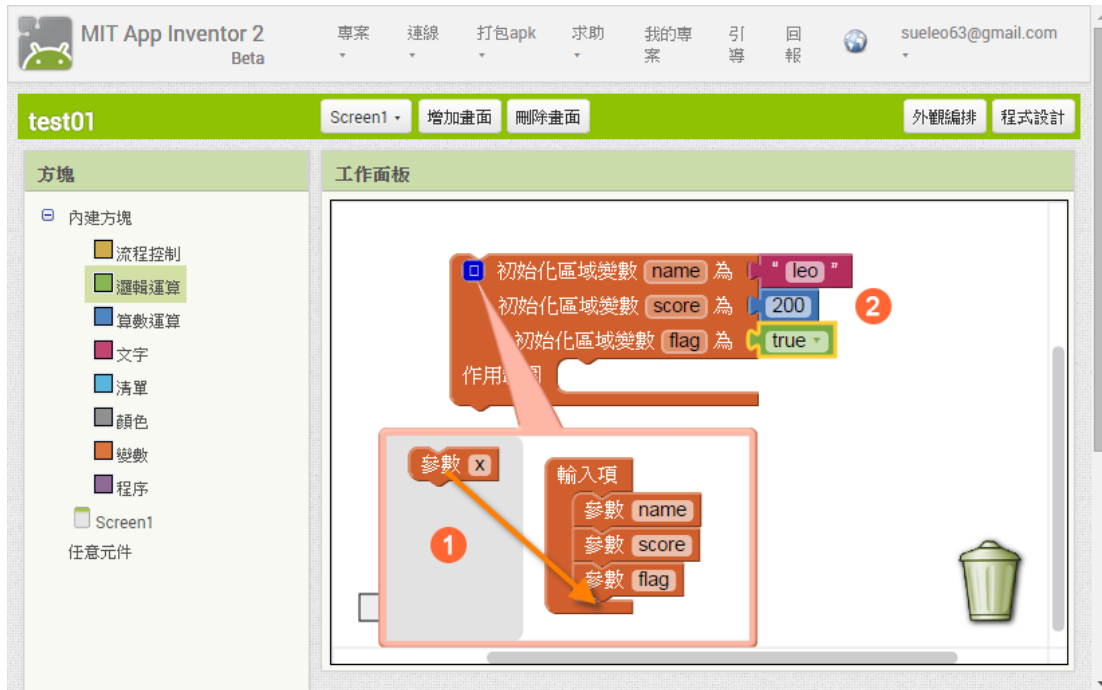 MIT App Inventor 2
Beta
專案
連線
打包apk
求助
我的專
案
引
導
回
報
sueleo63@gmail.com
test01
Screen1
增加畫面
刪除畫面
外觀編排
程式設計
方塊
工作面板
內建方塊
流程控制
邏輯運算
算數運算
文字
清單
顏色
變數
程序
Screen1
任意元件
初始化區域變數 name 為 " leo "
初始化區域變數 score 為 200
2
初始化區域變數 flag 為 true
作用
參數 x
1
輸入項
參數 name
參數 score
參數 flag